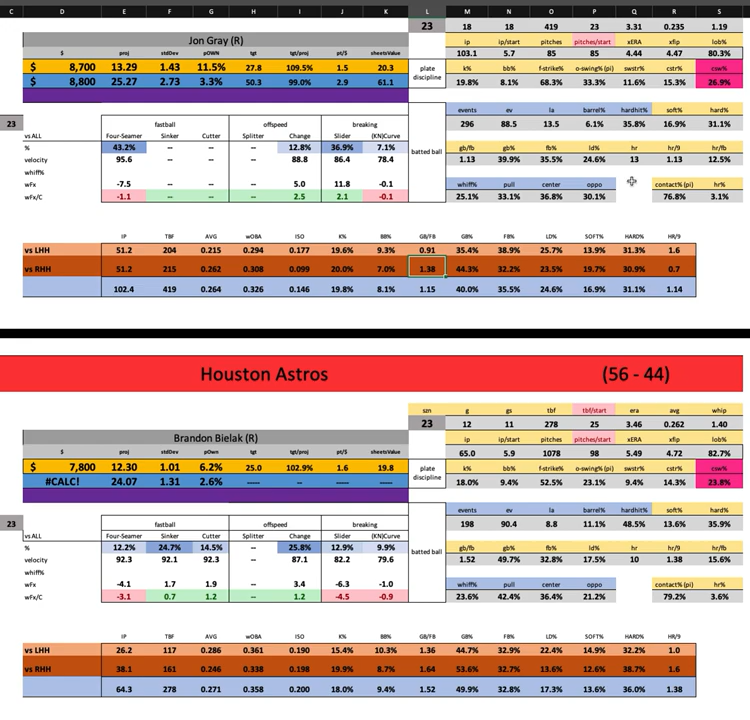 C D E F G H I J K L M N O P Q R S
23 18 18 419 23 3.31 0.235 1.19
ip ip/start pitches pitches/start xERA xfip lob%
Jon Gray (R) 103.1 5.7 85 85 4.44 4.47 80.3%
$ proj stdDev pOWN tgt tgt/proj pt/$ sheetsValue
plate discipline k% bb% f-strike% o-swing% (pi) swstr% cstr% csw%
$ 8,700 13.29 1.43 11.5% 27.8 109.5% 1.5 20.3
$ 8,800 25.27 2.73 3.3% 50.3 99.0% 2.9 61.1 19.8% 8.1% 68.3% 33.3% 11.6% 15.3% 26.9%
events ev la barrel% hardhit% soft% hard%
23 fastball offspeed breaking 296 88.5 13.5 6.1% 35.8% 16.9% 31.1%
vs ALL Four-Seamer Sinker Cutter Splitter Change Slider (KN)Curve
% 43.2% -- -- -- 12.8% 36.9% 7.1% batted ball gb/fb gb% fb% ld% hr hr/9 hr/fb
velocity 95.6 -- -- -- 88.8 86.4 78.4 1.13 39.9% 35.5% 24.6% 13 1.13 12.5%
whiff%
wFx -7.5 -- -- -- 5.0 11.8 -0.1 whiff% pull center oppo contact% (pi) hr%
wFx/C -1.1 -- -- -- 2.5 2.1 -0.1 25.1% 33.1% 36.8% 30.1% 76.8% 3.1%
IP TBF AVG wOBA ISO K% BB% GB/FB GB% FB% LD% SOFT% HARD% HR/9
vs LHH 51.2 204 0.215 0.294 0.177 19.6% 9.3% 0.91 35.4% 38.9% 25.7% 13.9% 31.3% 1.6
vs RHH 51.2 215 0.262 0.308 0.099 20.0% 7.0% 1.38 44.3% 32.2% 23.5% 19.7% 30.9% 0.7
102.4 419 0.264 0.326 0.146 19.8% 8.1% 1.15 40.0% 35.5% 24.6% 16.9% 31.1% 1.14
Houston Astros (56 - 44)
szn g gs tbf tbf/start era avg whip
23 12 11 278 25 3.46 0.262 1.40
Brandon Bielak (R) ip ip/start pitches pitches/start xERA xfip lob%
$ proj stdDev pOwn tgt tgt/proj pt/$ sheetsValue 65.0 5.9 1078 98 5.49 4.72 82.7%
$ 7,800 12.30 1.01 6.2% 25.0 102.9% 1.6 19.8 plate discipline k% bb% f-strike% o-swing% (pi) swstr% cstr% csw%
#CALC! 24.07 1.31 2.6% ---- --- ---- ---- 18.0% 9.4% 52.5% 23.1% 9.4% 14.3% 23.8%
events ev la barrel% hardhit% soft% hard%
23 fastball offspeed breaking 198 90.4 8.8 11.1% 48.5% 13.6% 35.9%
vs ALL Four-Seamer Sinker Cutter Splitter Change Slider (KN)Curve
% 12.2% 24.7% 14.5% -- 25.8% 12.9% 9.9% batted ball gb/fb gb% fb% ld% hr hr/9 hr/fb
velocity 92.3 92.1 92.3 -- 87.1 82.2 79.6 1.52 49.7% 32.8% 17.5% 10 1.38 15.6%
whiff%
wFx -4.1 1.7 1.9 -- 3.4 -6.3 -1.0 whiff% pull center oppo contact% (pi) hr%
wFx/C -3.1 0.7 1.2 -- 1.2 -4.5 -0.9 23.6% 42.4% 36.4% 21.2% 79.2% 3.6%
IP TBF AVG wOBA ISO K% BB% GB/FB GB% FB% LD% SOFT% HARD% HR/9
vs LHH 26.2 117 0.286 0.361 0.190 15.4% 10.3% 1.36 44.7% 32.9% 22.4% 14.9% 32.2% 1.0
vs RHH 38.1 161 0.246 0.338 0.198 19.9% 8.7% 1.64 53.6% 32.7% 13.6% 12.6% 38.7% 1.6
64.3 278 0.271 0.358 0.200 18.0% 9.4% 1.52 49.9% 32.8% 17.3% 13.6% 36.0% 1.38